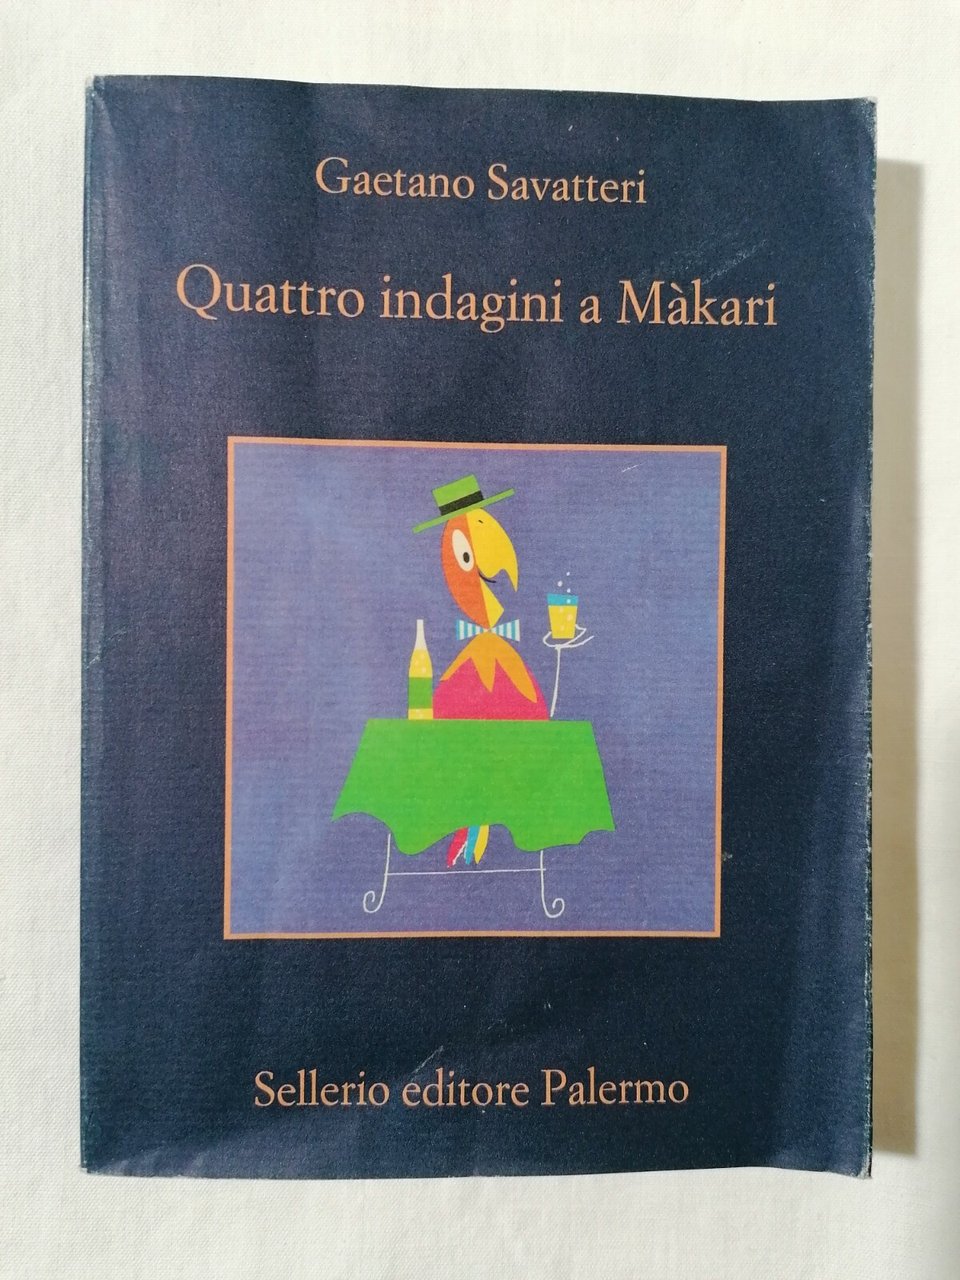 Gaetano Savatteri
Quattro indagini a Màkari
Sellerio editore Palermo